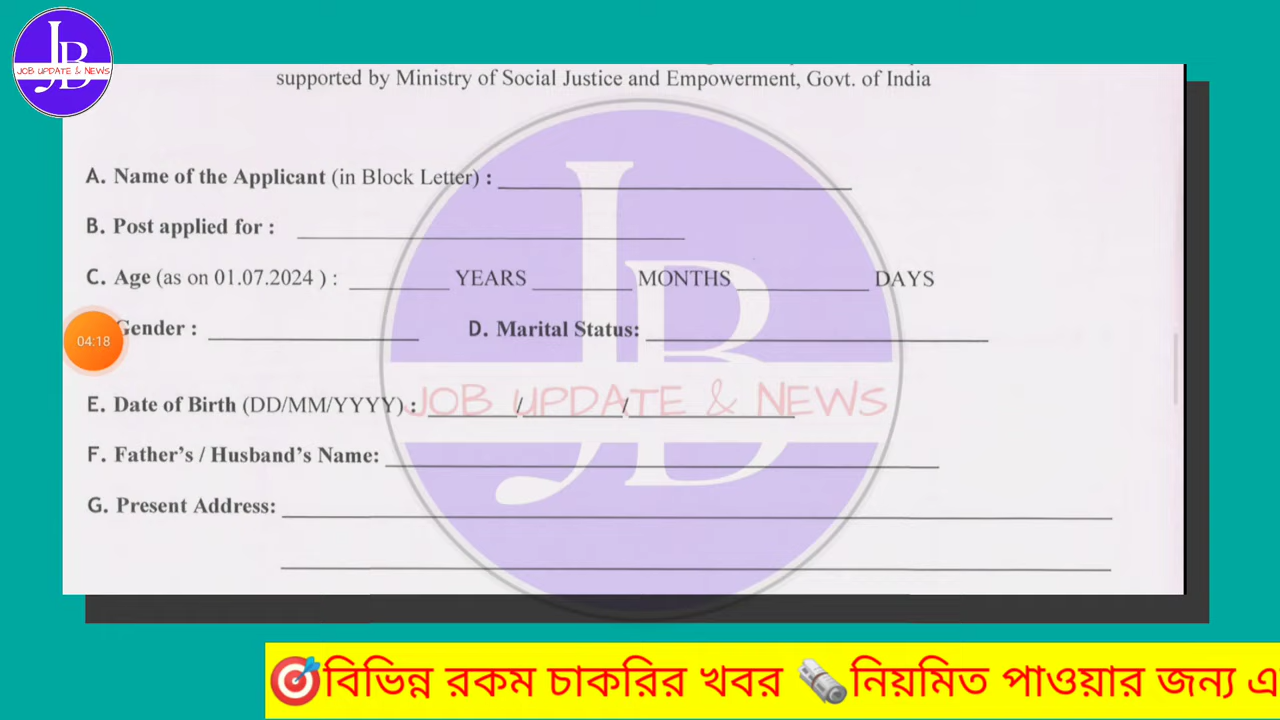 JB
JOB UPDATE & NEWS
supported by Ministry of Social Justice and Empowerment, Govt. of India
A. Name of the Applicant (in Block Letter) :
B. Post applied for :
C. Age (as on 01.07.2024 ) : YEARS MONTHS DAYS
04:18
Gender : D. Marital Status:
E. Date of Birth (DD/MM/YYYY) : / /
JOB UPDATE & NEWS
F. Father's / Husband's Name:
G. Present Address:
JB
🎯বিভিন্ন রকম চাকরির খবর 🗞️নিয়মিত পাওয়ার জন্য এ